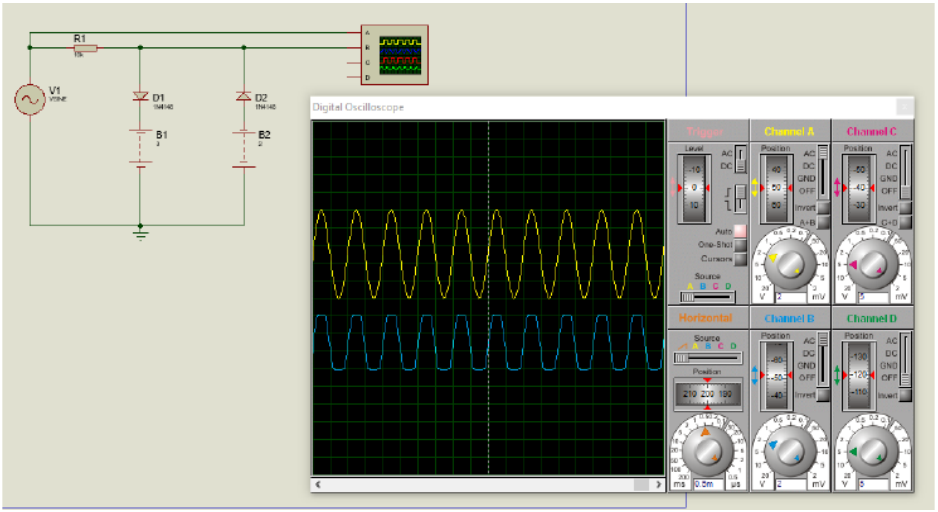 R1
10k
V1
VSINE
D1
1N4148
B1
3
D2
1N4148
B2
A
B
C
D
Digital Oscilloscope
Trigger
Level
AC
DC
-10
0
10
Auto
One-Shot
Cursors
Source
A B C D
Channel A
Position
AC
DC
GND
OFF
Invert
A+B
40
50
60
V 2 mV
Channel C
Position
AC
DC
GND
OFF
Invert
C+D
-50
-40
-30
V 5 mV
Horizontal
Source
A B C D
Position
210 200 190
ms 0.5m µs
Channel B
Position
AC
DC
GND
OFF
Invert
-60
-50
-40
V 2 mV
Channel D
Position
AC
DC
GND
OFF
Invert
-130
-120
-110
V 5 mV